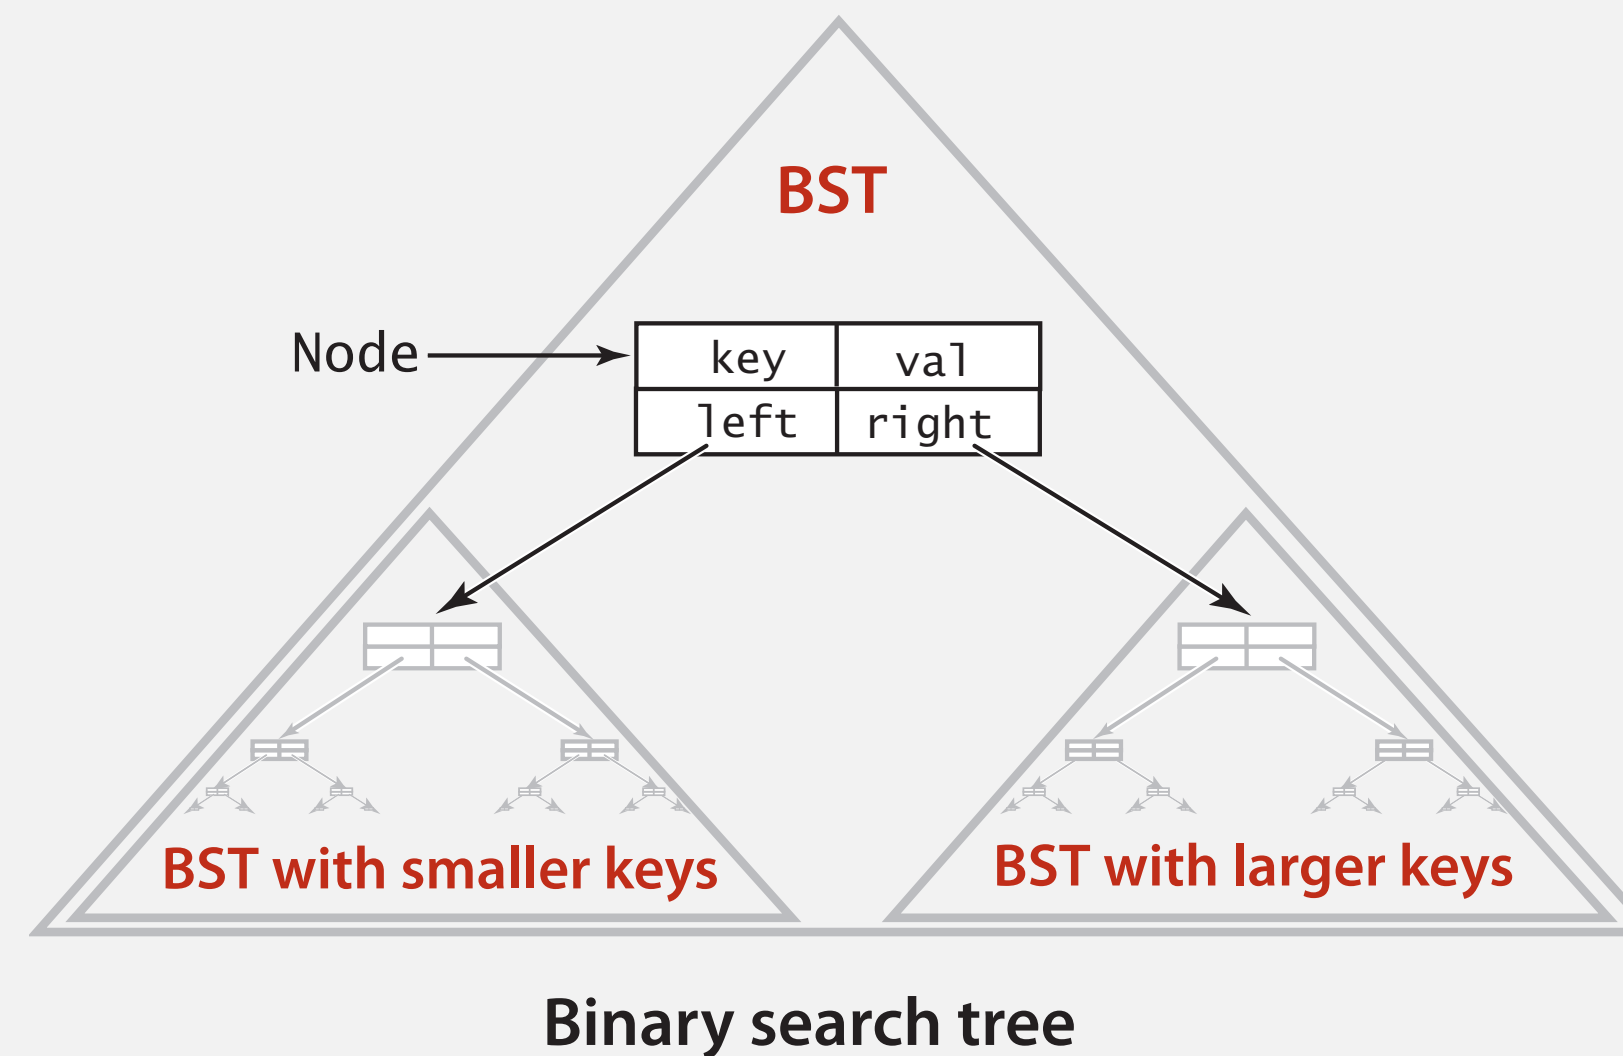 BST
Node
key val
left right
BST with smaller keys
BST with larger keys
Binary search tree